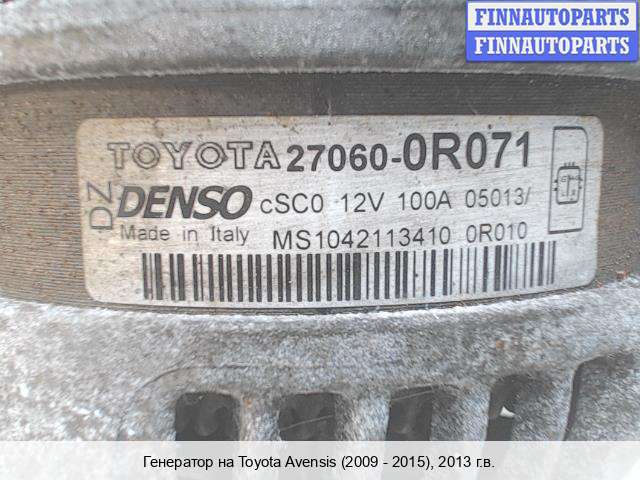 FINNAUTOPARTS
FINNAUTOPARTS
TOYOTA 27060-0R071
DZ
DENSO cSC0 12V 100A 05013/
Made in Italy MS1042113410 0R010
Генератор на Toyota Avensis (2009 - 2015), 2013 г.в.